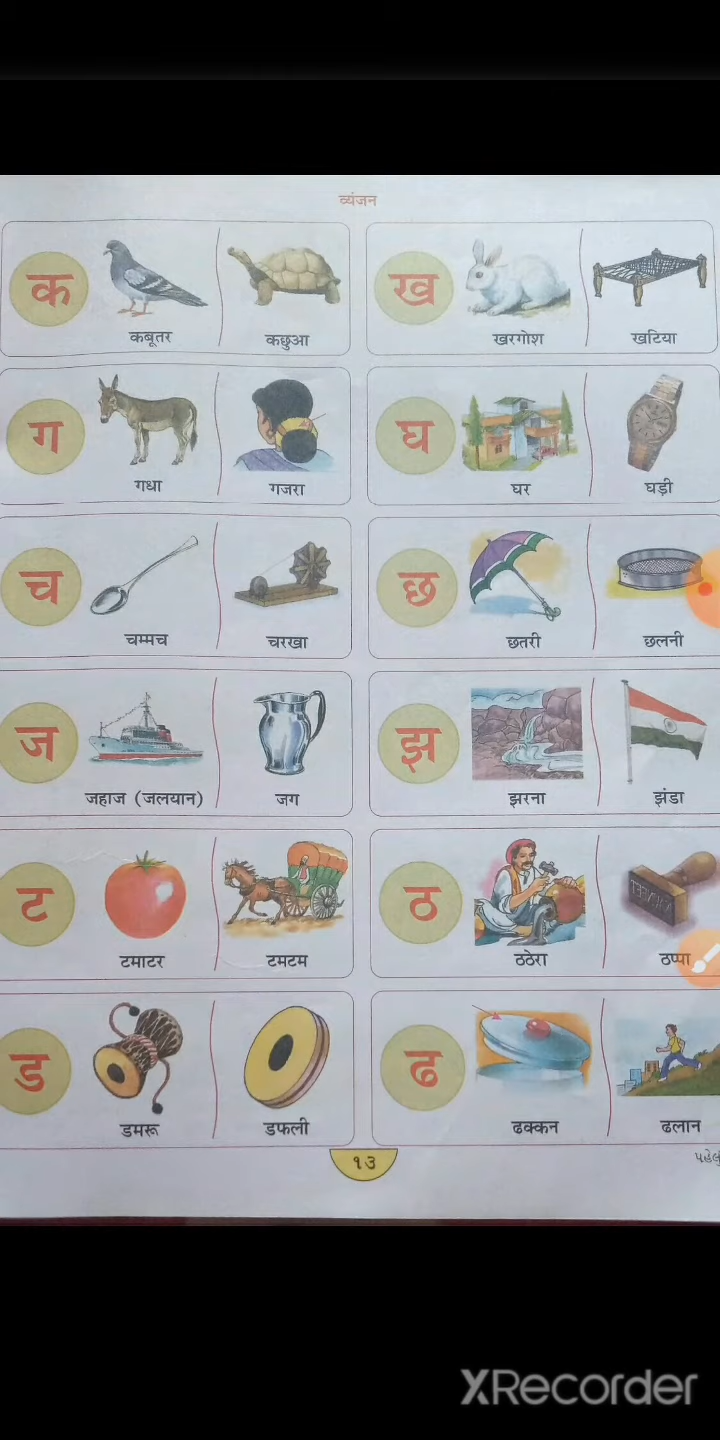 व्यंजन
क
कबूतर
कछुआ
ख
खरगोश
खटिया
ग
गधा
गजरा
घ
घर
घड़ी
च
चम्मच
चरखा
छ
छतरी
छलनी
ज
जहाज (जलयान)
जग
झ
झरना
झंडा
ट
टमाटर
टमटम
ठ
ठठेरा
ठप्पा
ड
डमरू
डफली
ढ
ढक्कन
ढलान
१३
XRecorder